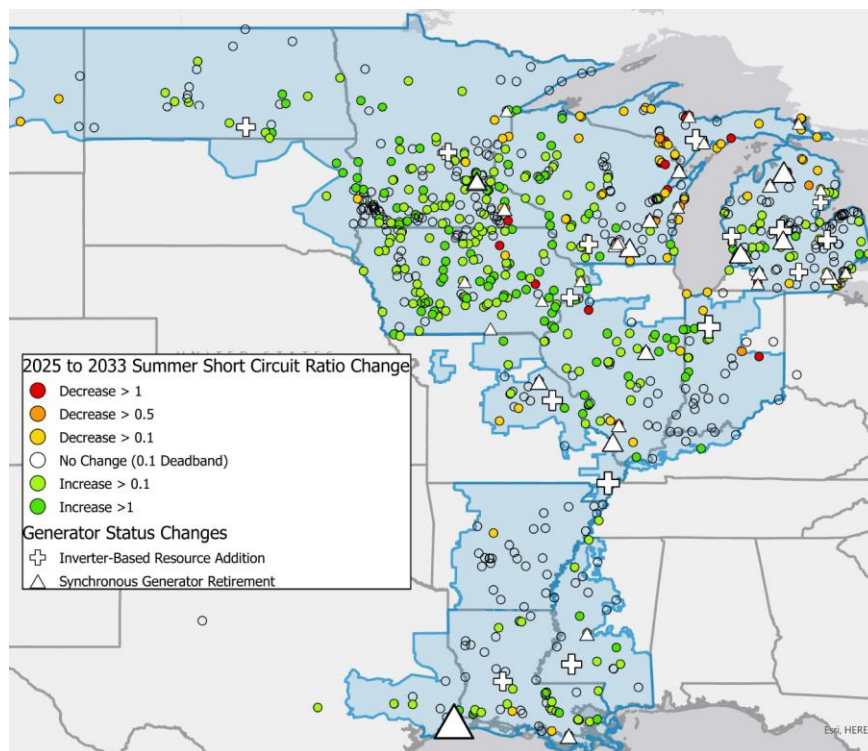 UNITED STATES
2025 to 2033 Summer Short Circuit Ratio Change
Decrease > 1
Decrease > 0.5
Decrease > 0.1
No Change (0.1 Deadband)
Increase > 0.1
Increase >1
Generator Status Changes
Inverter-Based Resource Addition
Synchronous Generator Retirement
Esri, HERE